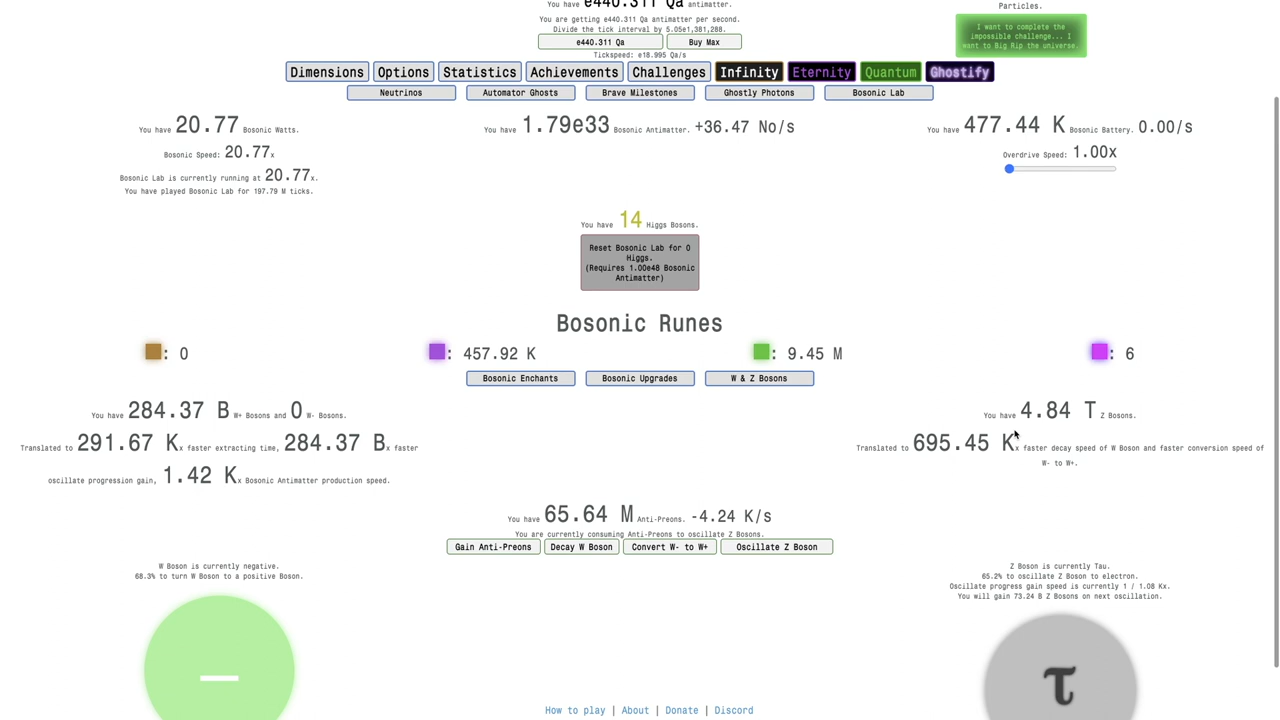 You have e440.311 Qa antimatter.
Particles.
You are getting e440.311 Qa antimatter per second.
Divide the tick interval by 5.05e1,381,288.
e440.311 Qa Buy Max
Tickspeed: e18.995 Qa/s
I want to complete the
impossible challenge... I
want to Big Rip the universe.
Dimensions Options Statistics Achievements Challenges Infinity Eternity Quantum Ghostify
Neutrinos Automator Ghosts Brave Milestones Ghostly Photons Bosonic Lab
You have 20.77 Bosonic Watts.
You have 1.79e33 Bosonic Antimatter. +36.47 No/s
You have 477.44 K Bosonic Battery. 0.00/s
Bosonic Speed: 20.77x
Overdrive Speed: 1.00x
Bosonic Lab is currently running at 20.77x.
You have played Bosonic Lab for 197.79 M ticks.
You have 14 Higgs Bosons.
Reset Bosonic Lab for 0
Higgs.
(Requires 1.00e48 Bosonic
Antimatter)
Bosonic Runes
: 0 : 457.92 K : 9.45 M : 6
Bosonic Enchants Bosonic Upgrades W & Z Bosons
You have 284.37 B W+ Bosons and 0 W- Bosons.
Translated to 291.67 Kx faster extracting time, 284.37 Bx faster
oscillate progression gain, 1.42 Kx Bosonic Antimatter production speed.
You have 4.84 T Z Bosons.
Translated to 695.45 Kx faster decay speed of W Boson and faster conversion speed of
W- to W+.
You have 65.64 M Anti-Preons. -4.24 K/s
You are currently consuming Anti-Preons to oscillate Z Bosons.
Gain Anti-Preons Decay W Boson Convert W- to W+ Oscillate Z Boson
W Boson is currently negative.
68.3% to turn W Boson to a positive Boson.
−
Z Boson is currently Tau.
65.2% to oscillate Z Boson to electron.
Oscillate progress gain speed is currently 1 / 1.08 Kx.
You will gain 73.24 B Z Bosons on next oscillation.
τ
How to play | About | Donate | Discord